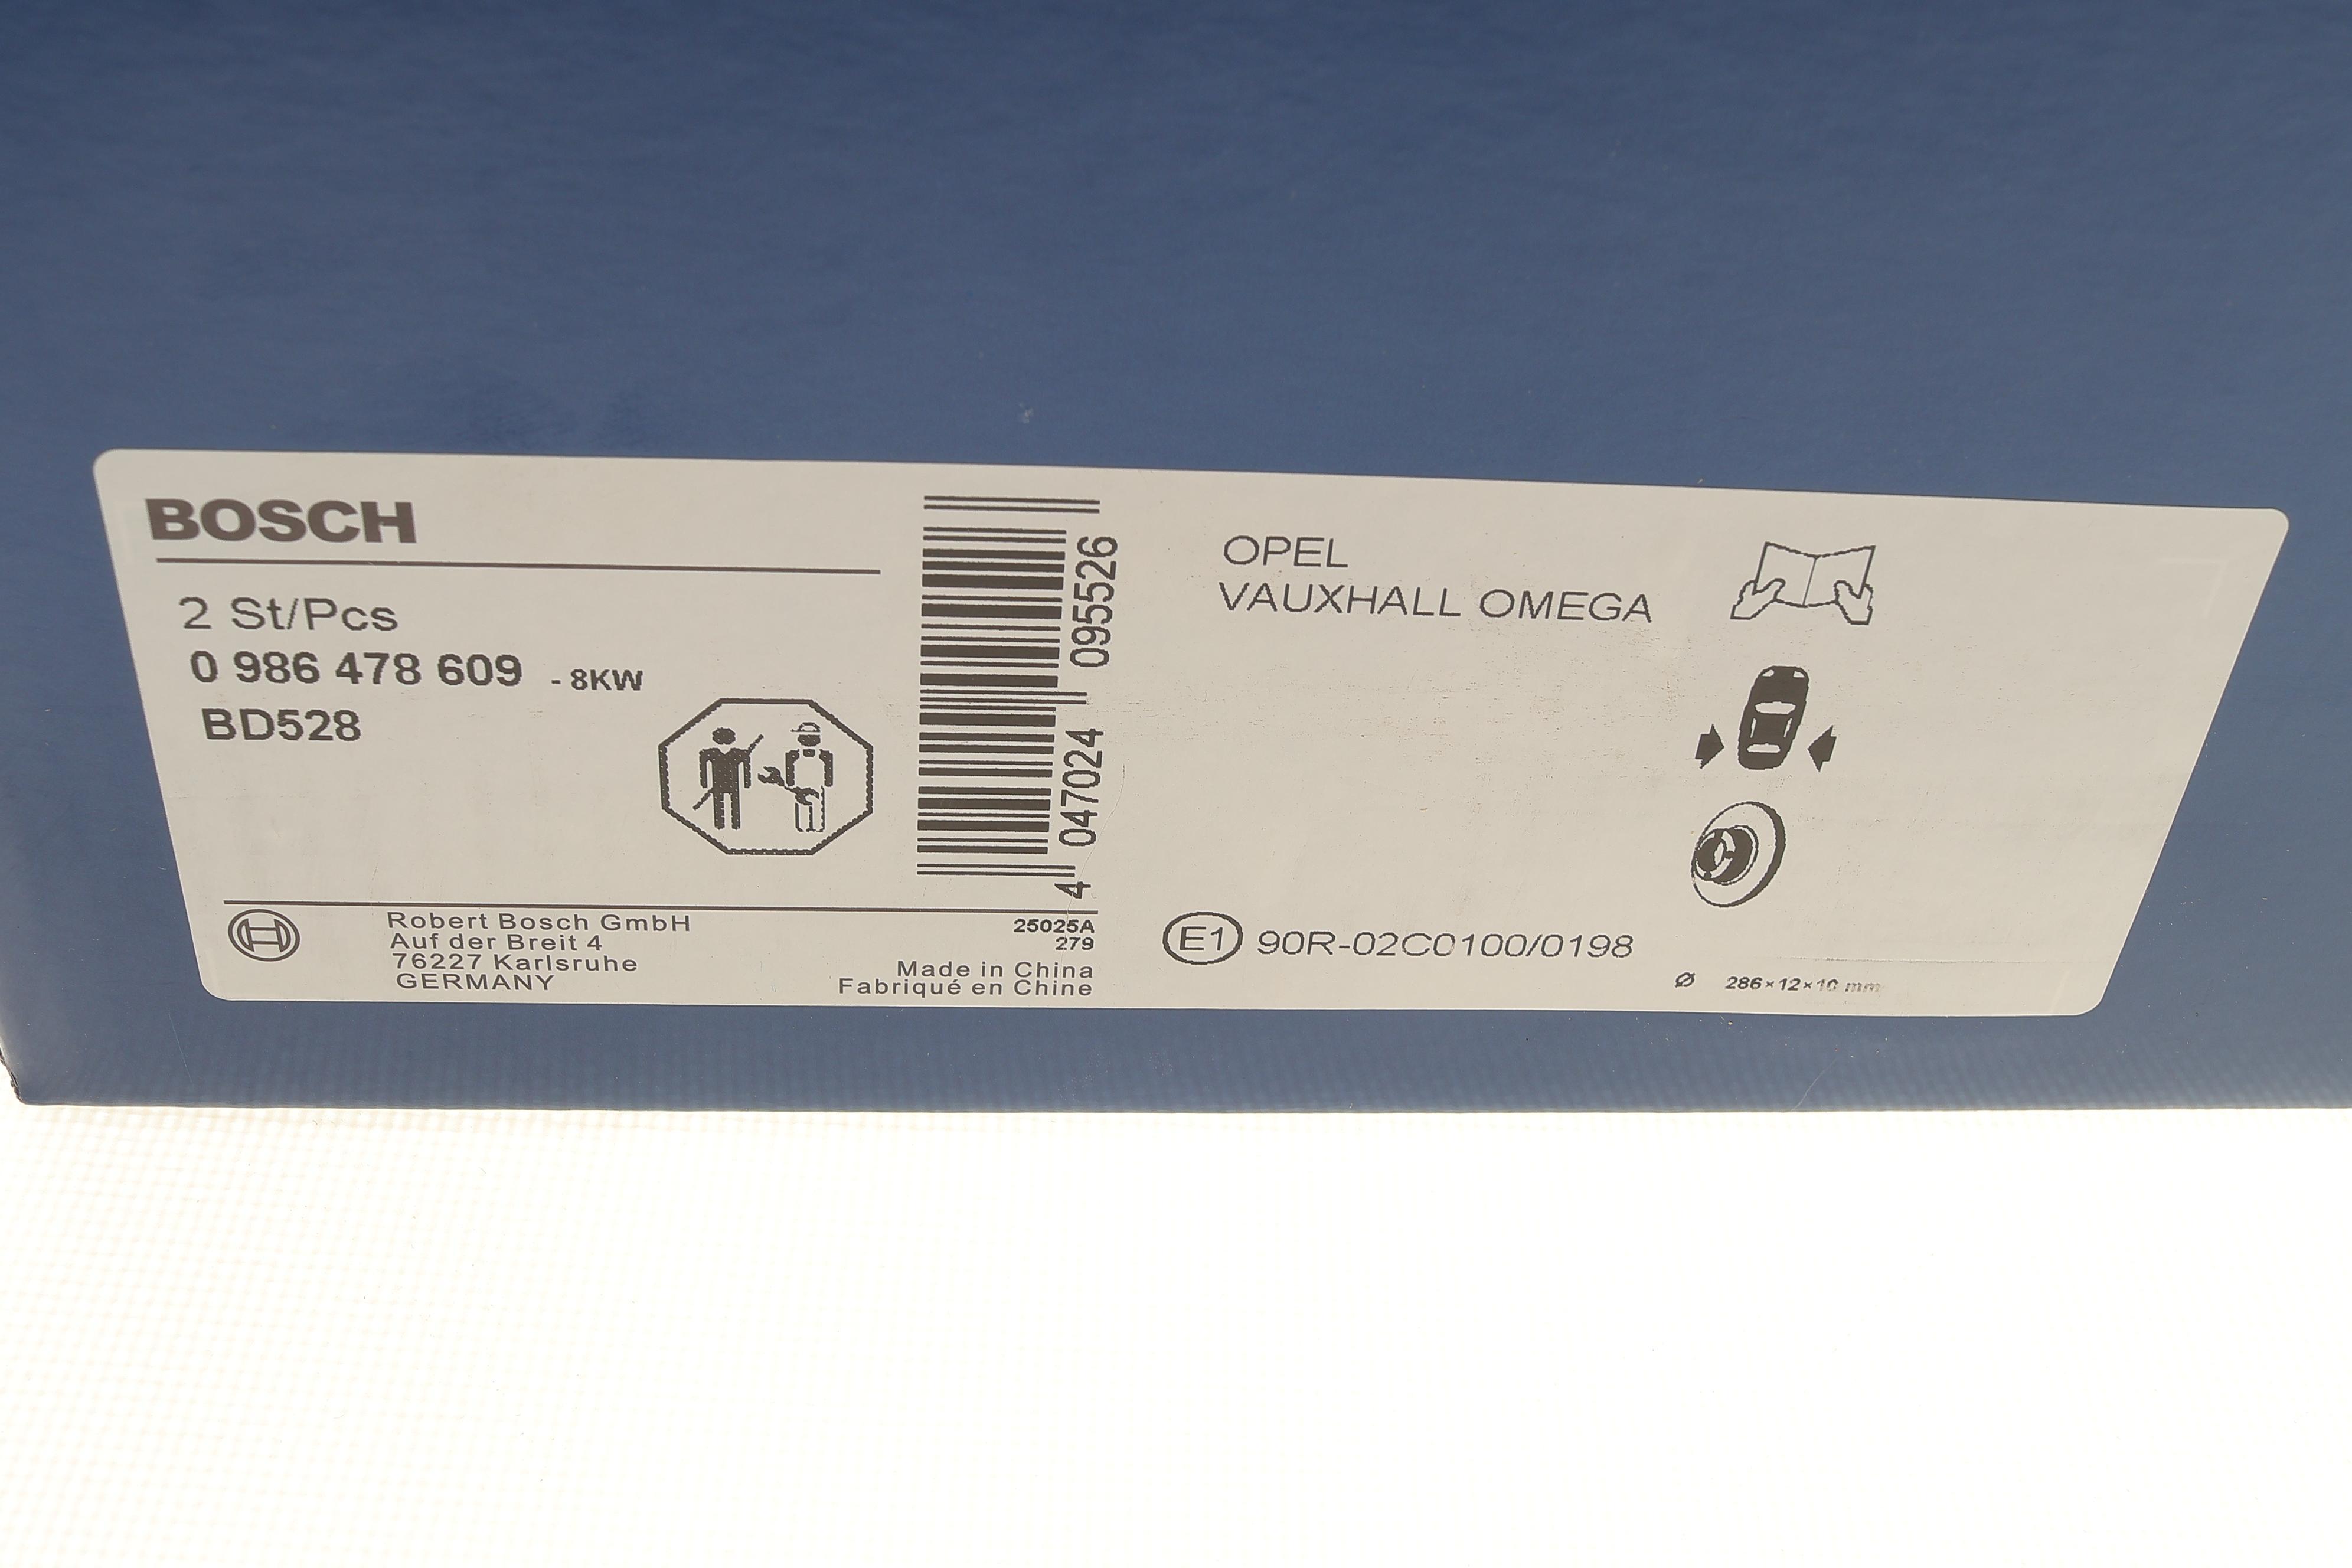 BOSCH
2 St/Pcs
0 986 478 609 - 8KW
BD528
4 047024 095526
Robert Bosch GmbH
Auf der Breit 4
76227 Karlsruhe
GERMANY
25025A
279
Made in China
Fabriqué en Chine
OPEL
VAUXHALL OMEGA
E1 90R-02C0100/0198
Ø 286×12×10 mm